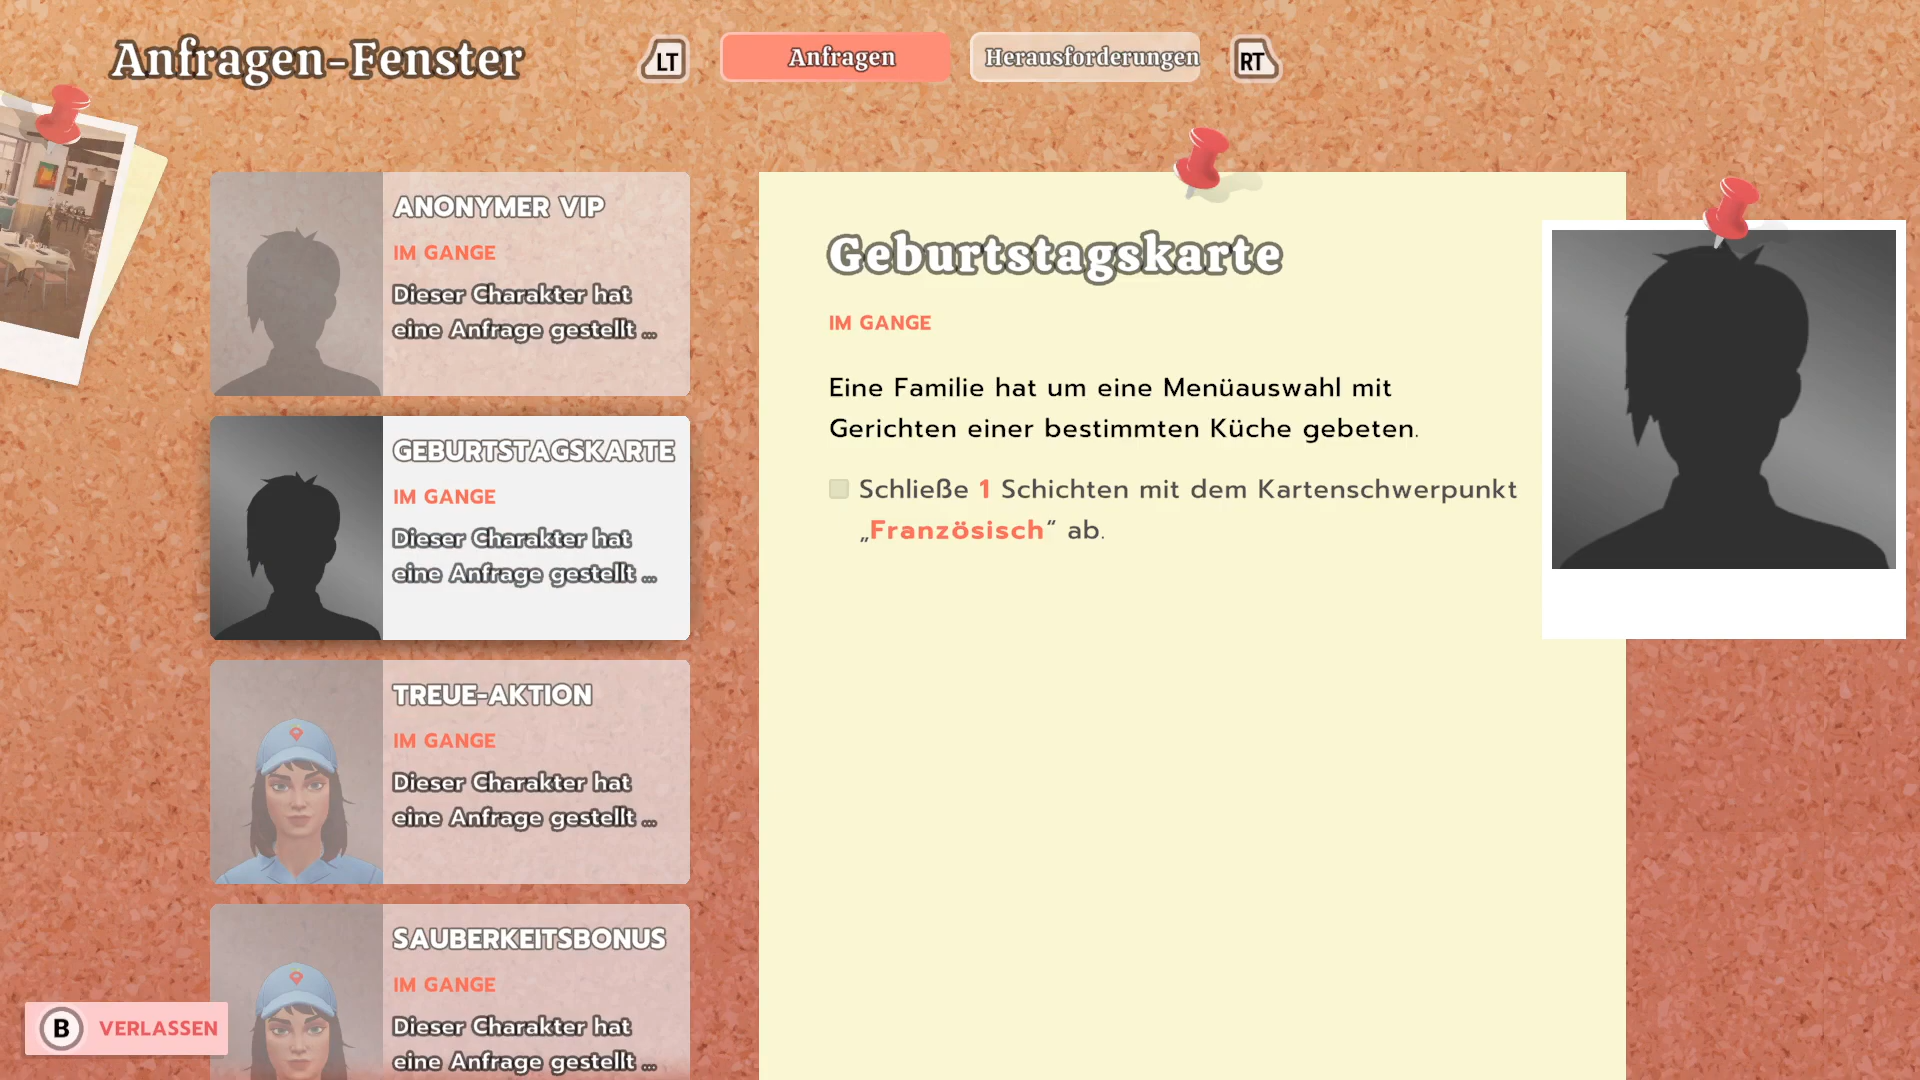 Anfragen-Fenster
LT
Anfragen
Herausforderungen
RT
ANONYMER VIP
IM GANGE
Dieser Charakter hat
eine Anfrage gestellt ...
GEBURTSTAGSKARTE
IM GANGE
Dieser Charakter hat
eine Anfrage gestellt ...
TREUE-AKTION
IM GANGE
Dieser Charakter hat
eine Anfrage gestellt ...
SAUBERKEITSBONUS
IM GANGE
Dieser Charakter hat
eine Anfrage gestellt ...
Geburtstagskarte
IM GANGE
Eine Familie hat um eine Menüauswahl mit
Gerichten einer bestimmten Küche gebeten.
Schließe 1 Schichten mit dem Kartenschwerpunkt
„Französisch“ ab.
B VERLASSEN